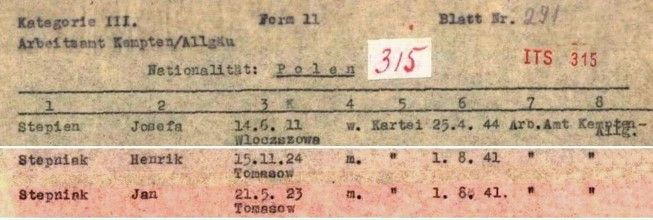 Kategorie III. Form 11 Blatt Nr. 291
Arbeitsamt Kempten/Allgäu
Nationalität: Polen 315 ITS 315
1 2 3 K 4 5 6 7 8
Stepien Josefa 14.6. 11 w. Kartei 25.4. 44 Arb.Amt Kempten-
Wloczszowa Allg.
Stepniak Henrik 15.11.24 m. " 1. 8. 41 " "
Tomasow
Stepniak Jan 21.5. 23 m. " 1. 8. 41. " "
Tomasow